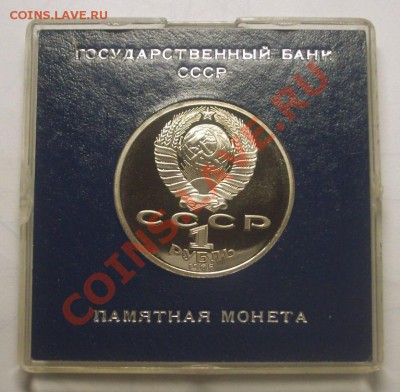 COINS.LAVE.RU
ГОСУДАРСТВЕННЫЙ БАНК
СССР
СССР
1
РУБЛЬ
ПАМЯТНАЯ МОНЕТА
COINS.LAVE.RU